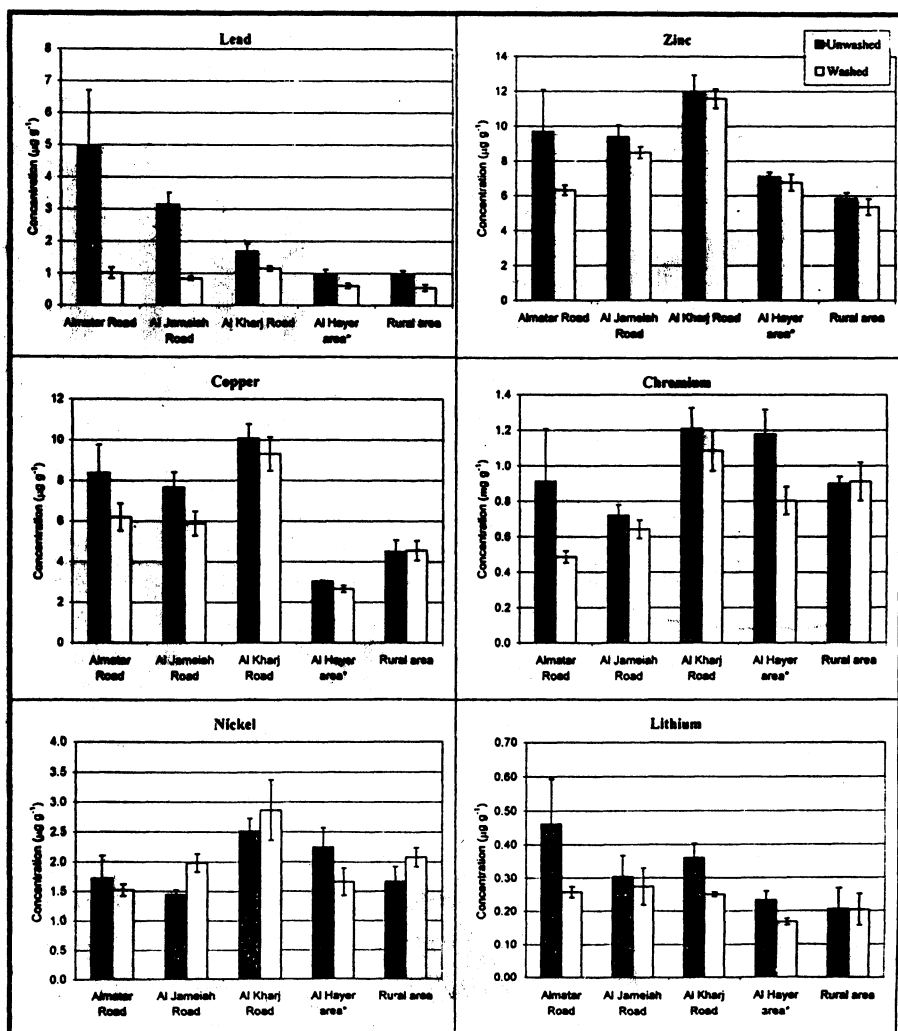 Lead
Concentration (µg g⁻¹)
8
7
6
5
4
3
2
1
0
Almatar Road
Al Jameiah
Road
Al Kharj Road
Al Hayer
area*
Rural area
Zinc
Unwashed
Washed
Concentration (µg g⁻¹)
14
12
10
8
6
4
2
0
Almatar Road
Al Jameiah
Road
Al Kharj Road
Al Hayer
area*
Rural area
Copper
Concentration (µg g⁻¹)
12
10
8
6
4
2
0
Almatar
Road
Al Jameiah
Road
Al Kharj
Road
Al Hayer
area*
Rural area
Chromium
Concentration (mg g⁻¹)
1.4
1.2
1.0
0.8
0.6
0.4
0.2
0.0
Almatar
Road
Al Jameiah
Road
Al Kharj
Road
Al Hayer
area*
Rural area
Nickel
Concentration (µg g⁻¹)
4.0
3.5
3.0
2.5
2.0
1.5
1.0
0.5
0.0
Almatar
Road
Al Jameiah
Road
Al Kharj
Road
Al Hayer
area*
Rural area
Lithium
Concentration (µg g⁻¹)
0.70
0.60
0.50
0.40
0.30
0.20
0.10
0.00
Almatar
Road
Al Jameiah
Road
Al Kharj
Road
Al Hayer
area*
Rural area